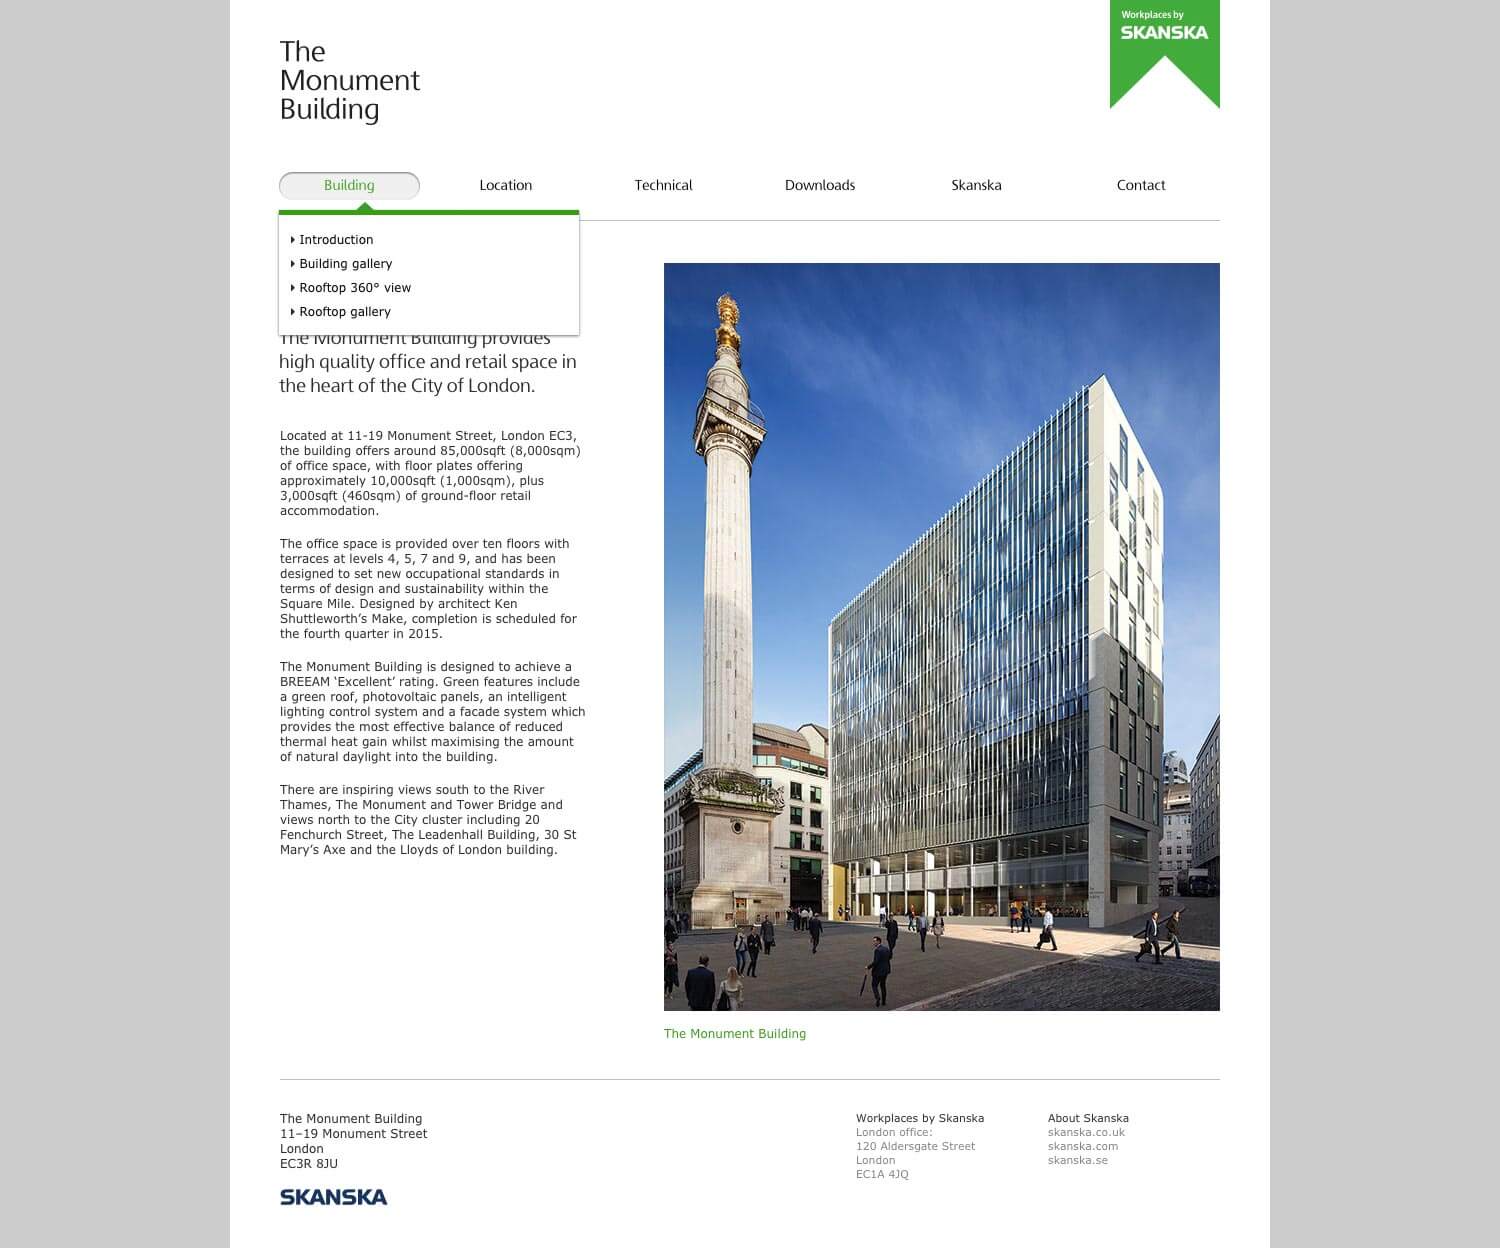 The
Monument
Building
Workplaces by
SKANSKA
Building
Location
Technical
Downloads
Skanska
Contact
Introduction
Building gallery
Rooftop 360° view
Rooftop gallery
The Monument Building provides
high quality office and retail space in
the heart of the City of London.
Located at 11-19 Monument Street, London EC3,
the building offers around 85,000sqft (8,000sqm)
of office space, with floor plates offering
approximately 10,000sqft (1,000sqm), plus
3,000sqft (460sqm) of ground-floor retail
accommodation.
The office space is provided over ten floors with
terraces at levels 4, 5, 7 and 9, and has been
designed to set new occupational standards in
terms of design and sustainability within the
Square Mile. Designed by architect Ken
Shuttleworth’s Make, completion is scheduled for
the fourth quarter in 2015.
The Monument Building is designed to achieve a
BREEAM ‘Excellent’ rating. Green features include
a green roof, photovoltaic panels, an intelligent
lighting control system and a facade system which
provides the most effective balance of reduced
thermal heat gain whilst maximising the amount
of natural daylight into the building.
There are inspiring views south to the River
Thames, The Monument and Tower Bridge and
views north to the City cluster including 20
Fenchurch Street, The Leadenhall Building, 30 St
Mary’s Axe and the Lloyds of London building.
The Monument Building
The Monument Building
11–19 Monument Street
London
EC3R 8JU
SKANSKA
Workplaces by Skanska
London office:
120 Aldersgate Street
London
EC1A 4JQ
About Skanska
skanska.co.uk
skanska.com
skanska.se